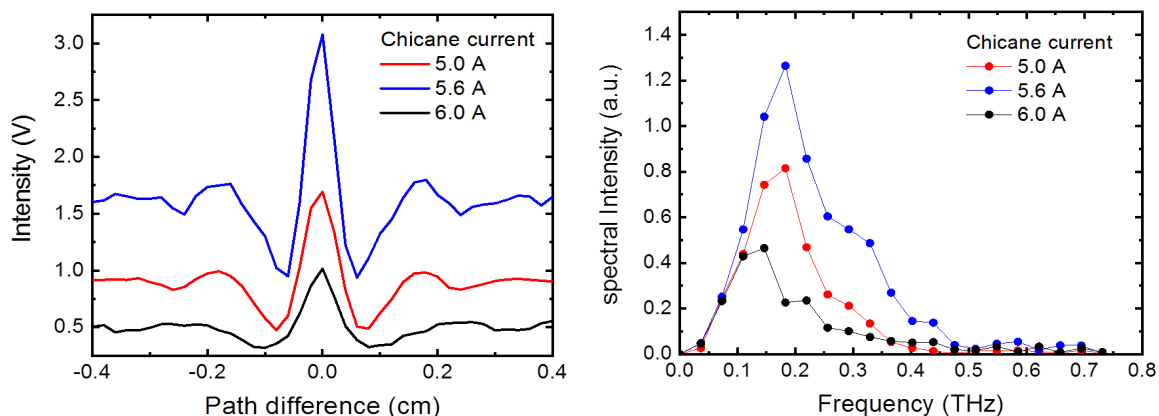 3.0
2.5
2.0
1.5
1.0
0.5
Intensity (V)
Chicane current
5.0 A
5.6 A
6.0 A
-0.4
-0.2
0.0
0.2
0.4
Path difference (cm)
1.4
1.2
1.0
0.8
0.6
0.4
0.2
0.0
spectral Intensity (a.u.)
Chicane current
5.0 A
5.6 A
6.0 A
0.0
0.1
0.2
0.3
0.4
0.5
0.6
0.7
0.8
Frequency (THz)